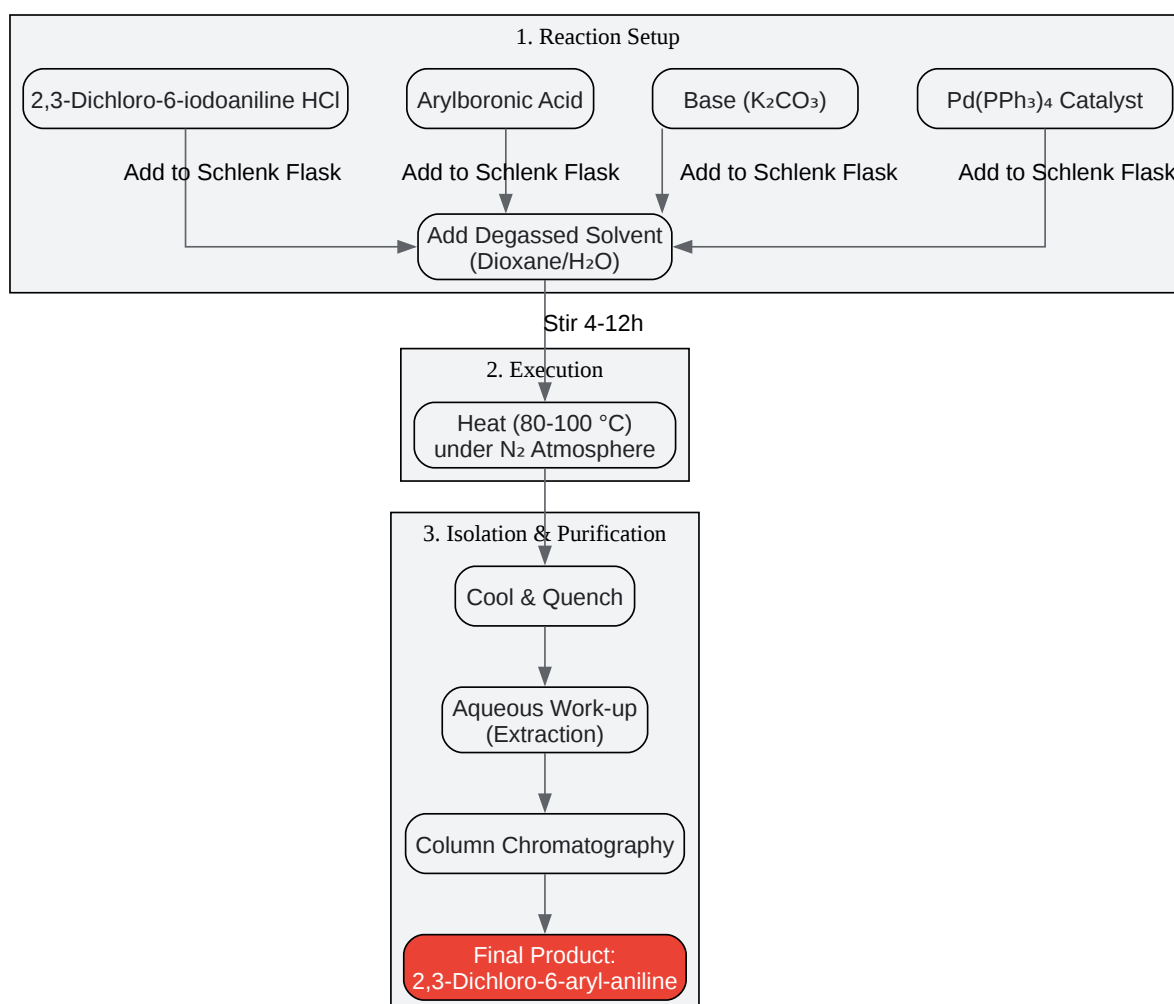 1. Reaction Setup
2,3-Dichloro-6-iodoaniline HCl
Arylboronic Acid
Base (K₂CO₃)
Pd(PPh₃)₄ Catalyst
Add to Schlenk Flask
Add to Schlenk Flask
Add to Schlenk Flask
Add to Schlenk Flask
Add Degassed Solvent
(Dioxane/H₂O)
Stir 4-12h
2. Execution
Heat (80-100 °C)
under N₂ Atmosphere
3. Isolation & Purification
Cool & Quench
Aqueous Work-up
(Extraction)
Column Chromatography
Final Product:
2,3-Dichloro-6-aryl-aniline